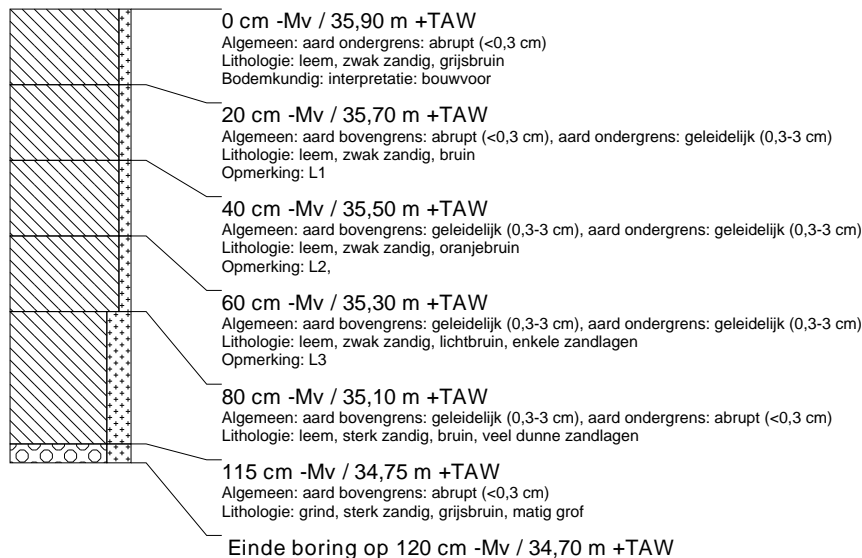 0 cm -Mv / 35,90 m +TAW
Algemeen: aard ondergrens: abrupt (<0,3 cm)
Lithologie: leem, zwak zandig, grijsbruin
Bodemkundig: interpretatie: bouwvoor
20 cm -Mv / 35,70 m +TAW
Algemeen: aard bovengrens: abrupt (<0,3 cm), aard ondergrens: geleidelijk (0,3-3 cm)
Lithologie: leem, zwak zandig, bruin
Opmerking: L1
40 cm -Mv / 35,50 m +TAW
Algemeen: aard bovengrens: geleidelijk (0,3-3 cm), aard ondergrens: geleidelijk (0,3-3 cm)
Lithologie: leem, zwak zandig, oranjebruin
Opmerking: L2,
60 cm -Mv / 35,30 m +TAW
Algemeen: aard bovengrens: geleidelijk (0,3-3 cm), aard ondergrens: geleidelijk (0,3-3 cm)
Lithologie: leem, zwak zandig, lichtbruin, enkele zandlagen
Opmerking: L3
80 cm -Mv / 35,10 m +TAW
Algemeen: aard bovengrens: geleidelijk (0,3-3 cm), aard ondergrens: abrupt (<0,3 cm)
Lithologie: leem, sterk zandig, bruin, veel dunne zandlagen
115 cm -Mv / 34,75 m +TAW
Algemeen: aard bovengrens: abrupt (<0,3 cm)
Lithologie: grind, sterk zandig, grijsbruin, matig grof
Einde boring op 120 cm -Mv / 34,70 m +TAW